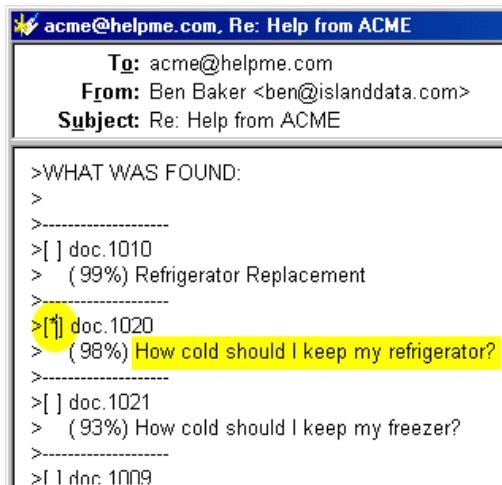 acme@helpme.com, Re: Help from ACME
To: acme@helpme.com
From: Ben Baker <ben@islanddata.com>
Subject: Re: Help from ACME
>WHAT WAS FOUND:
>
>--------------------
>[ ] doc.1010
> (99%) Refrigerator Replacement
>--------------------
>[*] doc.1020
> (98%) How cold should I keep my refrigerator?
>--------------------
>[ ] doc.1021
> (93%) How cold should I keep my freezer?
>--------------------
>[ ] doc.1009